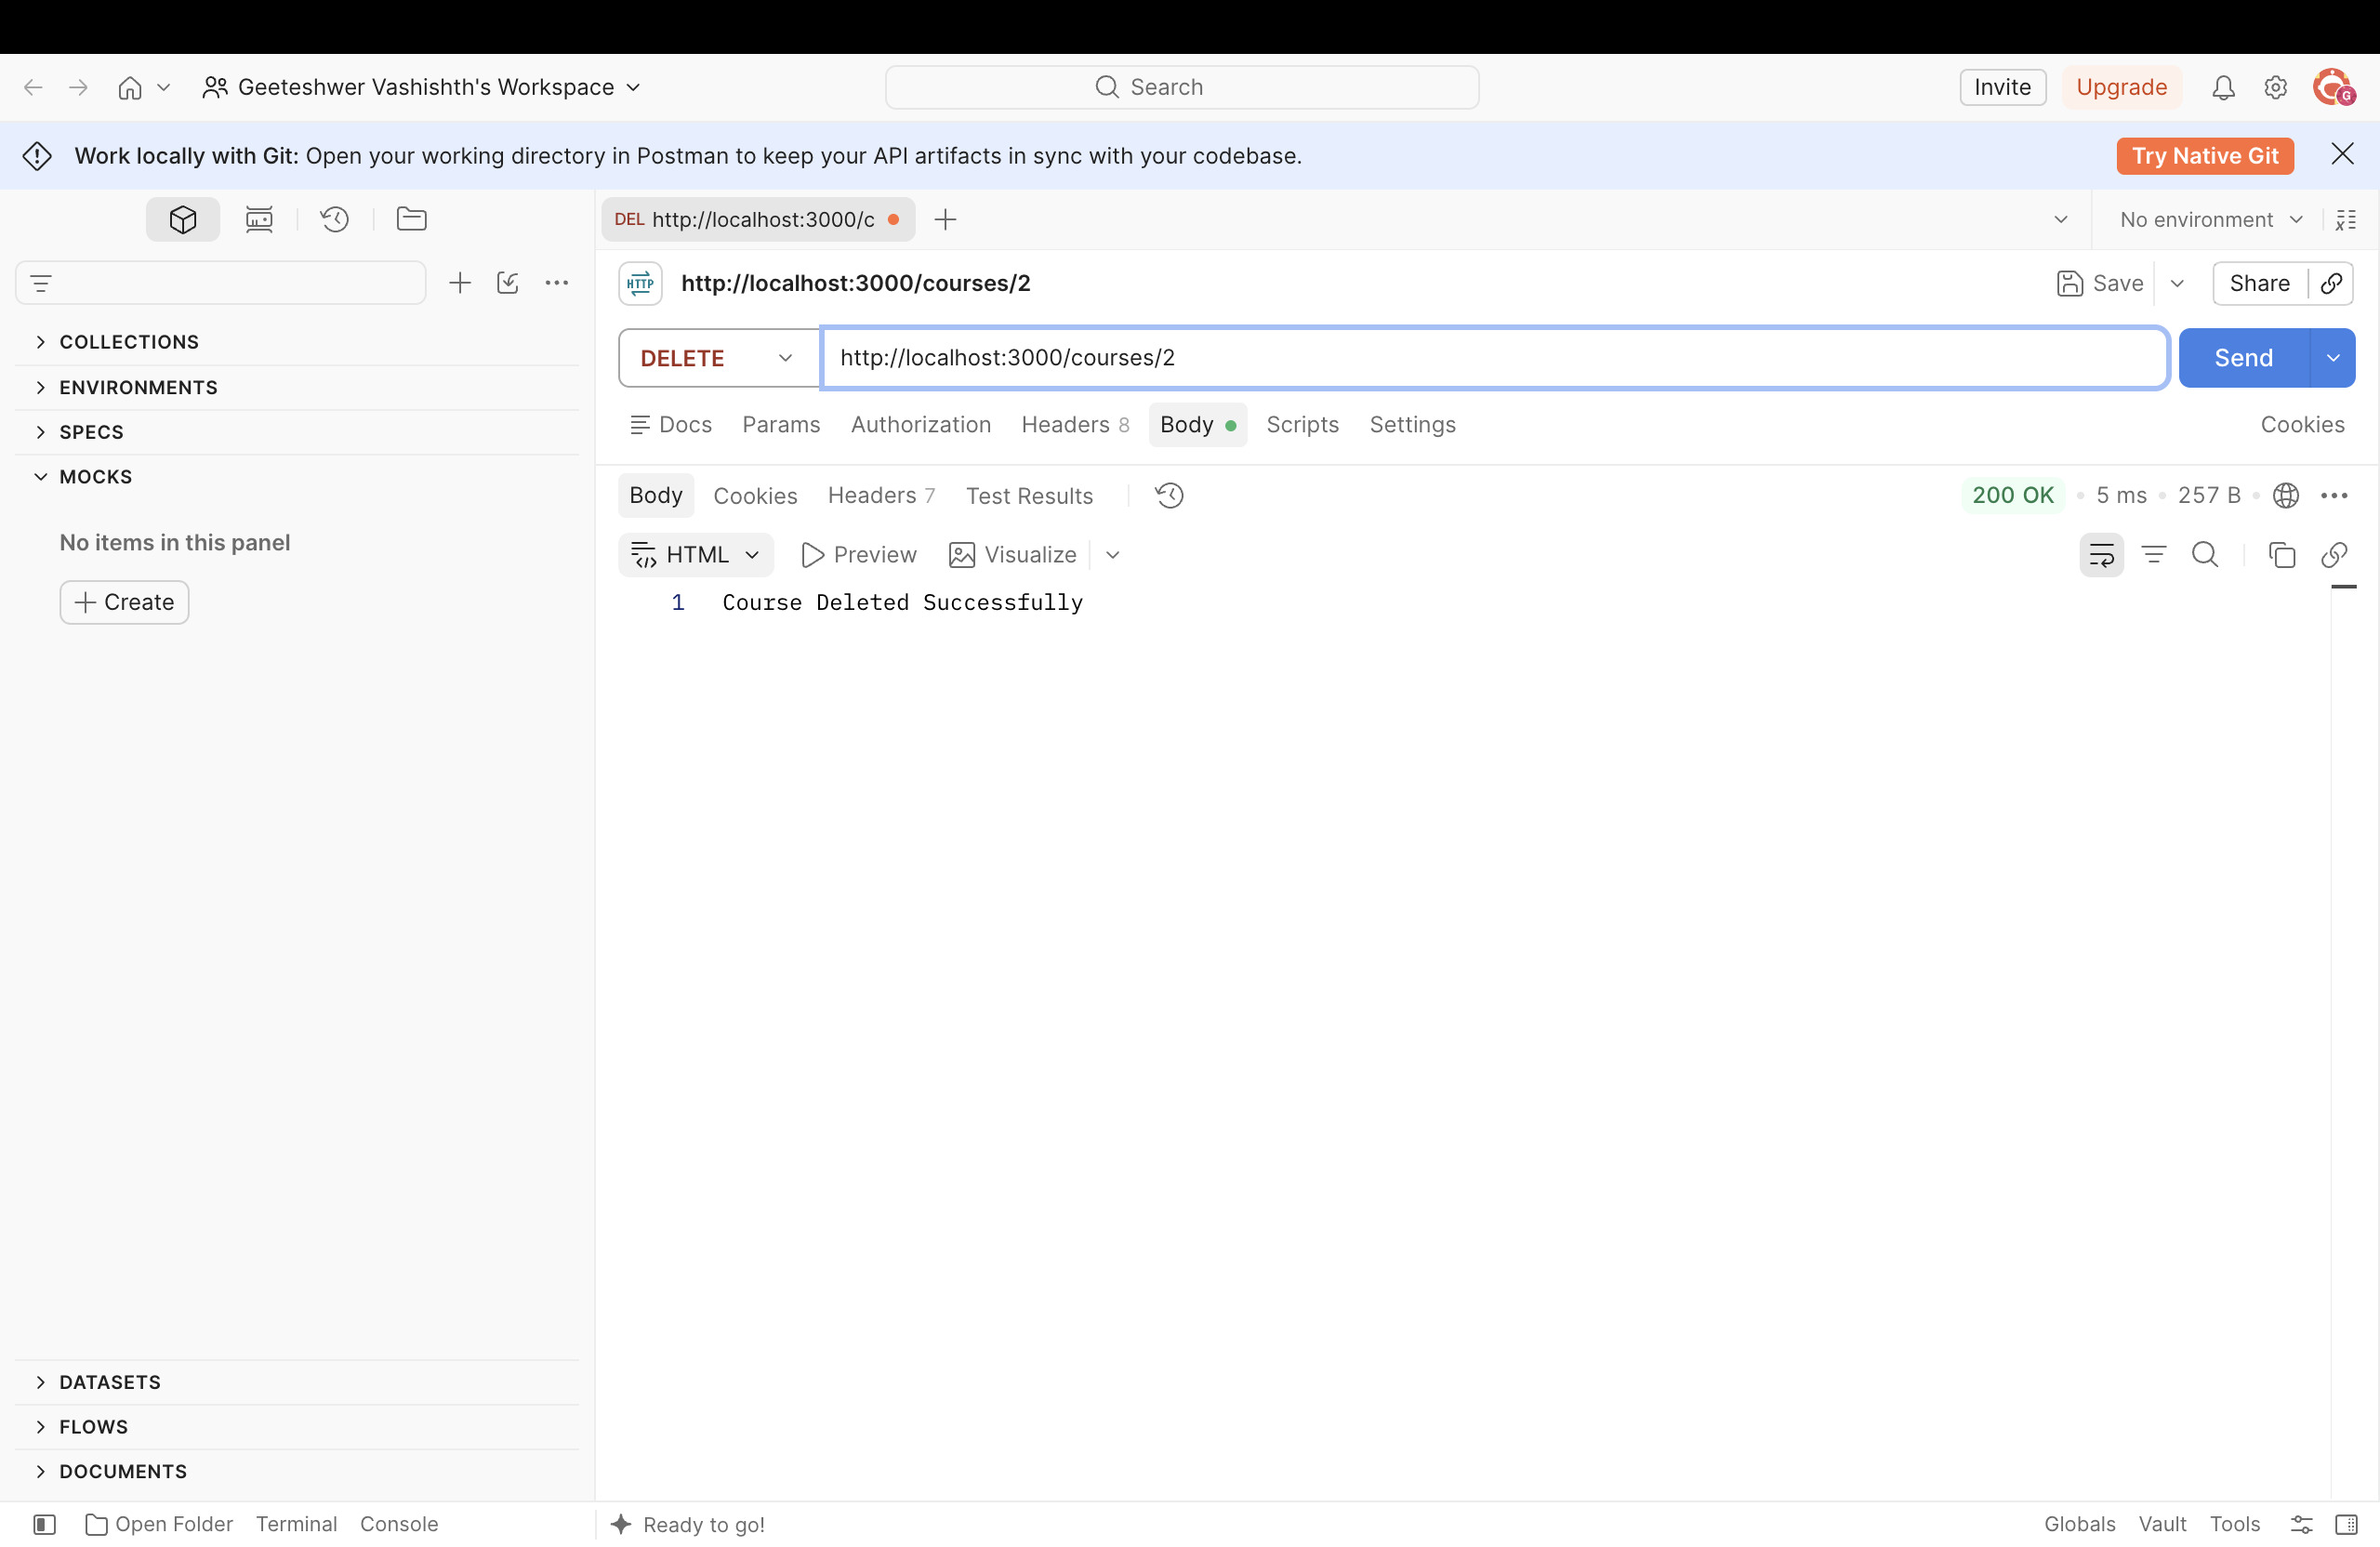 Geeteshwer Vashishth's Workspace
Search
Invite
Upgrade
G
Work locally with Git: Open your working directory in Postman to keep your API artifacts in sync with your codebase.
Try Native Git
DEL http://localhost:3000/c
No environment
HTTP http://localhost:3000/courses/2
Save
Share
COLLECTIONS
ENVIRONMENTS
SPECS
MOCKS
No items in this panel
Create
DATASETS
FLOWS
DOCUMENTS
DELETE
http://localhost:3000/courses/2
Send
Docs Params Authorization Headers 8 Body Scripts Settings
Cookies
Body Cookies Headers 7 Test Results
200 OK • 5 ms • 257 B
HTML Preview Visualize
1 Course Deleted Successfully
Open Folder Terminal Console
Ready to go!
Globals Vault Tools